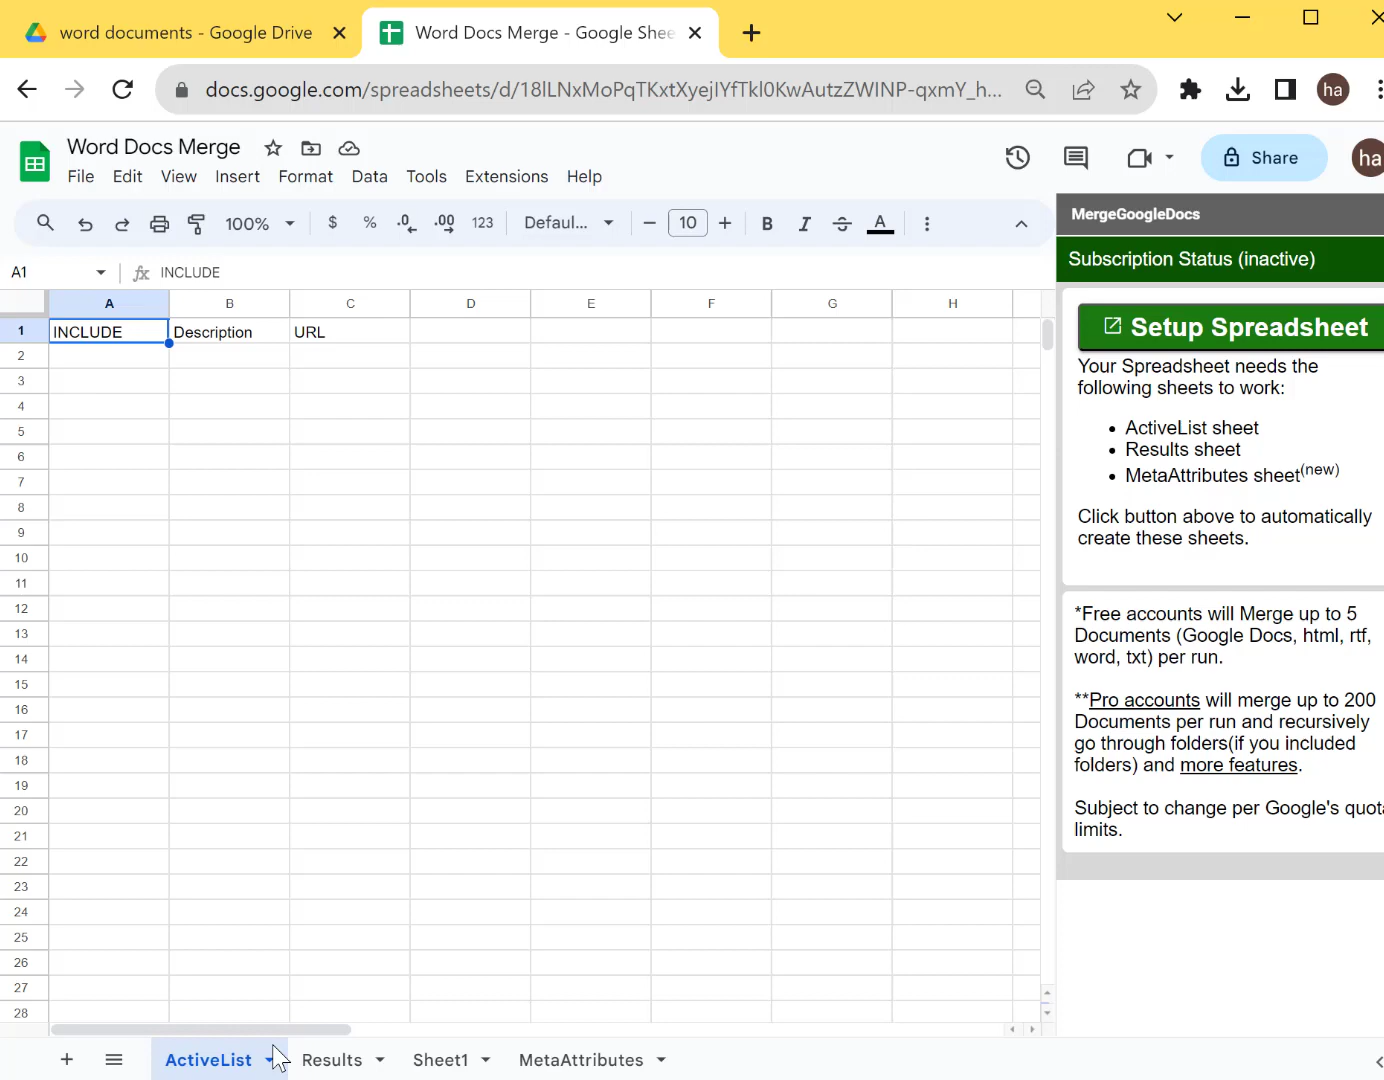 word documents - Google Drive
Word Docs Merge - Google Shee
docs.google.com/spreadsheets/d/18lLNxMoPqTKxtXyejIYfTkl0KwAutzZWINP-qxmY_h...
ha
Word Docs Merge
File Edit View Insert Format Data Tools Extensions Help
Share
ha
100% $ % .0 .00 123 Defaul... 10 B I A
A1 fx INCLUDE
A B C D E F G H
1 INCLUDE Description URL
2
3
4
5
6
7
8
9
10
11
12
13
14
15
16
17
18
19
20
21
22
23
24
25
26
27
28
ActiveList Results Sheet1 MetaAttributes
MergeGoogleDocs
Subscription Status (inactive)
Setup Spreadsheet
Your Spreadsheet needs the
following sheets to work:
• ActiveList sheet
• Results sheet
• MetaAttributes sheet(new)
Click button above to automatically
create these sheets.
*Free accounts will Merge up to 5
Documents (Google Docs, html, rtf,
word, txt) per run.
**Pro accounts will merge up to 200
Documents per run and recursively
go through folders(if you included
folders) and more features.
Subject to change per Google's quota
limits.